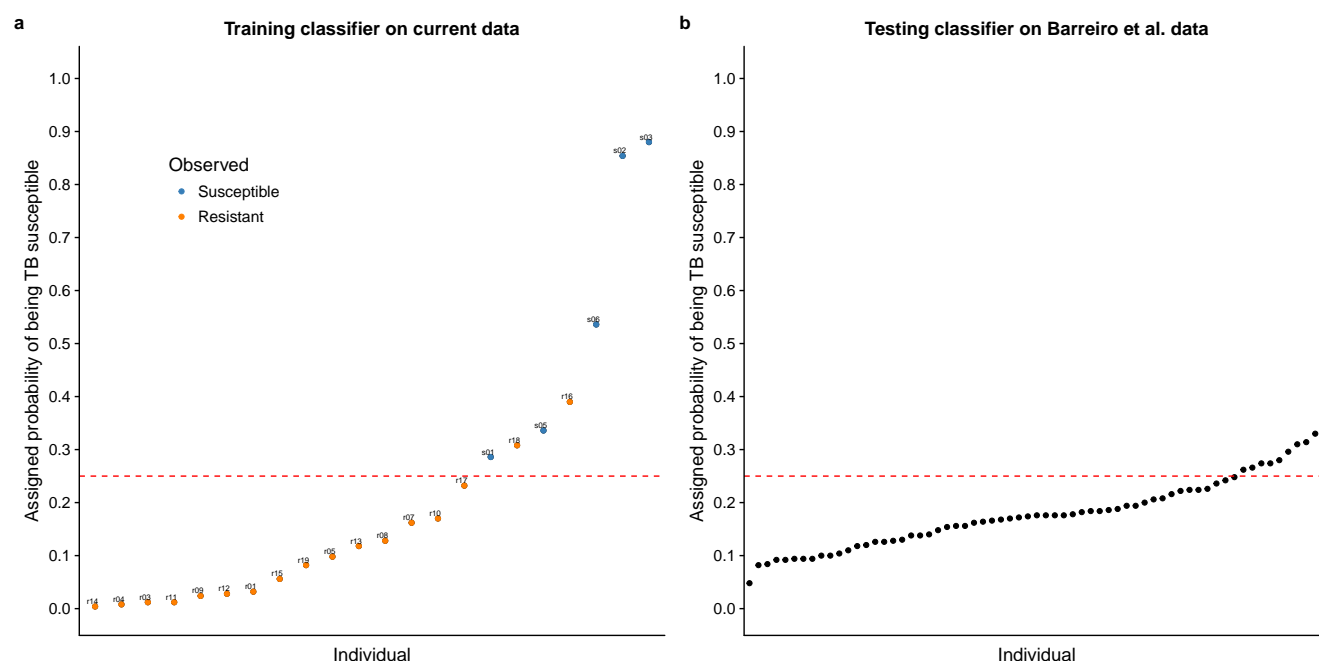 a
Training classifier on current data
Assigned probability of being TB susceptible
1.0
0.9
0.8
0.7
0.6
0.5
0.4
0.3
0.2
0.1
0.0
Observed
Susceptible
Resistant
r14
r04
r03
r11
r09
r12
r01
r15
r19
r05
r13
r08
r07
r10
r17
s01
r18
s05
r16
s06
s02
s03
Individual
b
Testing classifier on Barreiro et al. data
Assigned probability of being TB susceptible
1.0
0.9
0.8
0.7
0.6
0.5
0.4
0.3
0.2
0.1
0.0
Individual